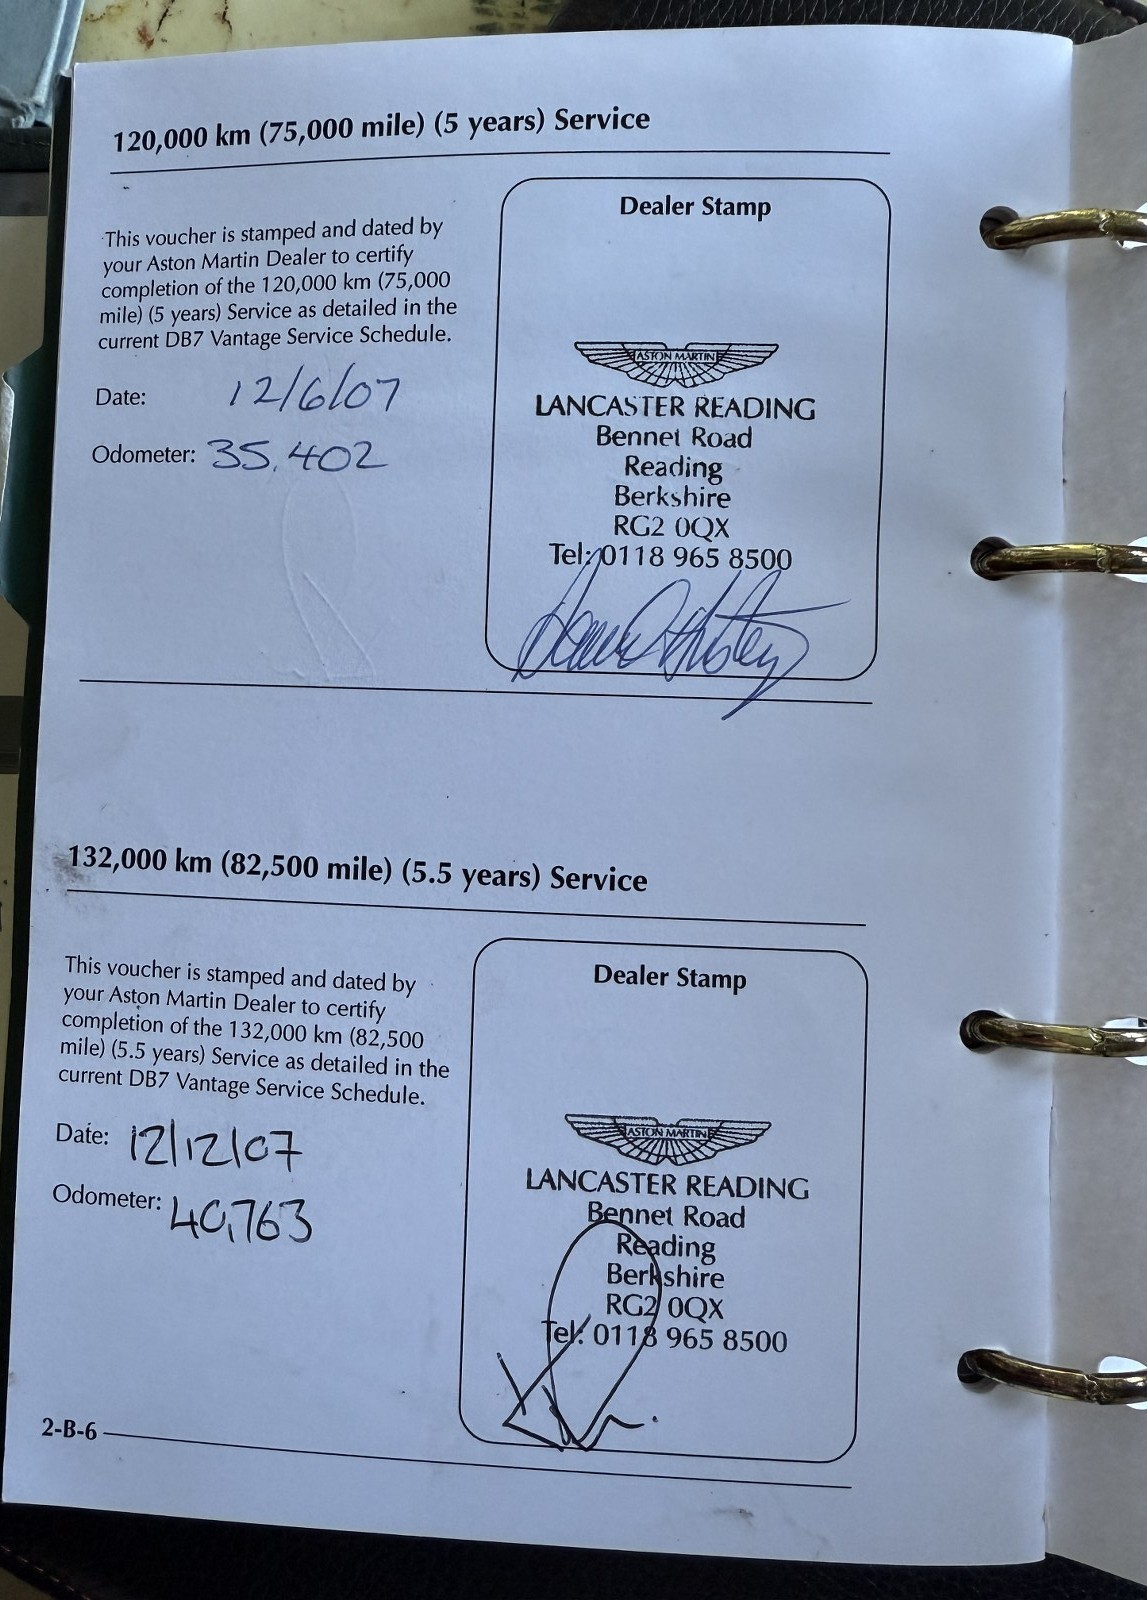 120,000 km (75,000 mile) (5 years) Service
This voucher is stamped and dated by
your Aston Martin Dealer to certify
completion of the 120,000 km (75,000
mile) (5 years) Service as detailed in the
current DB7 Vantage Service Schedule.
Date: 12/6/07
Odometer: 35,402
Dealer Stamp
ASTON MARTIN
LANCASTER READING
Bennet Road
Reading
Berkshire
RG2 0QX
Tel: 0118 965 8500
132,000 km (82,500 mile) (5.5 years) Service
This voucher is stamped and dated by
your Aston Martin Dealer to certify
completion of the 132,000 km (82,500
mile) (5.5 years) Service as detailed in the
current DB7 Vantage Service Schedule.
Date: 12/12/07
Odometer: 40,763
Dealer Stamp
ASTON MARTIN
LANCASTER READING
Bennet Road
Reading
Berkshire
RG2 0QX
Tel: 0118 965 8500
2-B-6